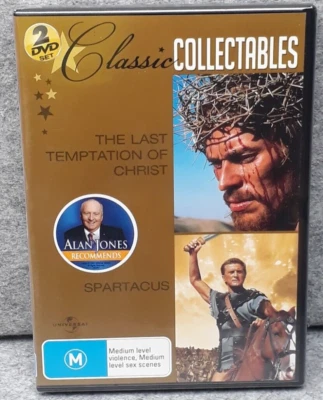 2
DVD
SET
Classic COLLECTABLES
THE LAST
TEMPTATION OF
CHRIST
ALAN JONES
RECOMMENDS
SPARTACUS
UNIVERSAL
M
Medium level
violence, Medium
level sex scenes